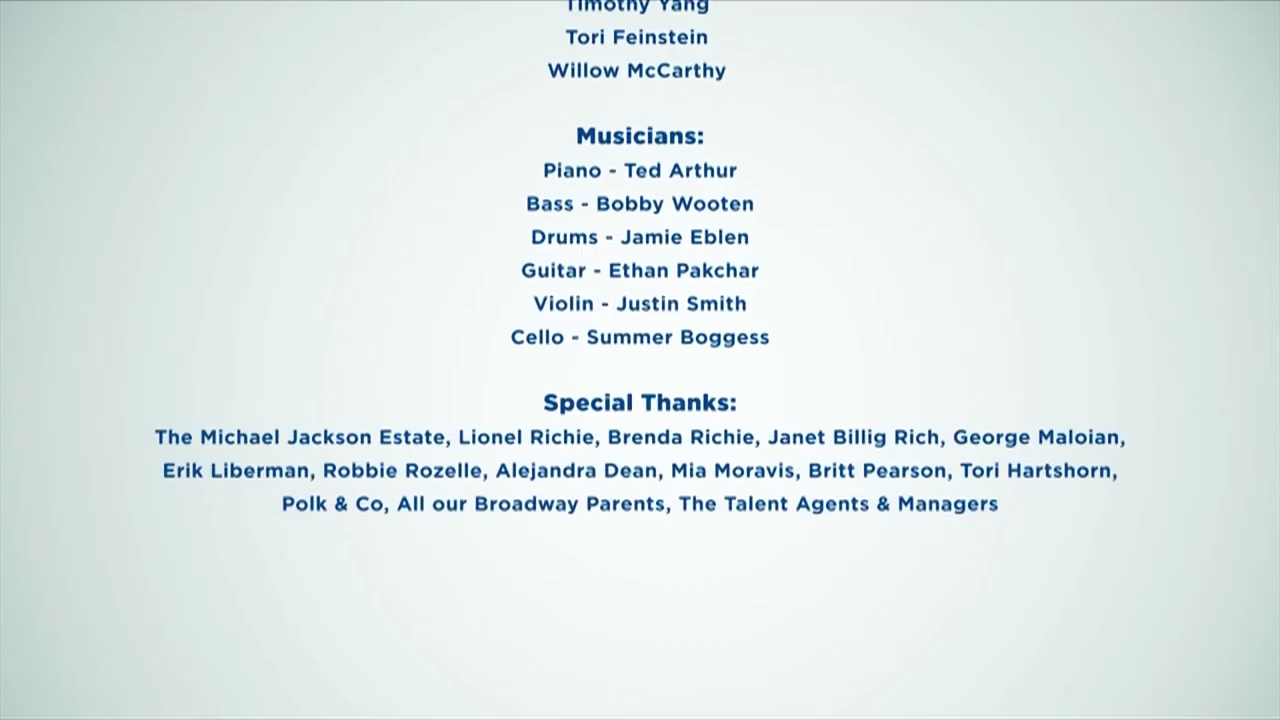 Timothy Yang
Tori Feinstein
Willow McCarthy
Musicians:
Piano - Ted Arthur
Bass - Bobby Wooten
Drums - Jamie Eblen
Guitar - Ethan Pakchar
Violin - Justin Smith
Cello - Summer Boggess
Special Thanks:
The Michael Jackson Estate, Lionel Richie, Brenda Richie, Janet Billig Rich, George Maloian,
Erik Liberman, Robbie Rozelle, Alejandra Dean, Mia Moravis, Britt Pearson, Tori Hartshorn,
Polk & Co, All our Broadway Parents, The Talent Agents & Managers